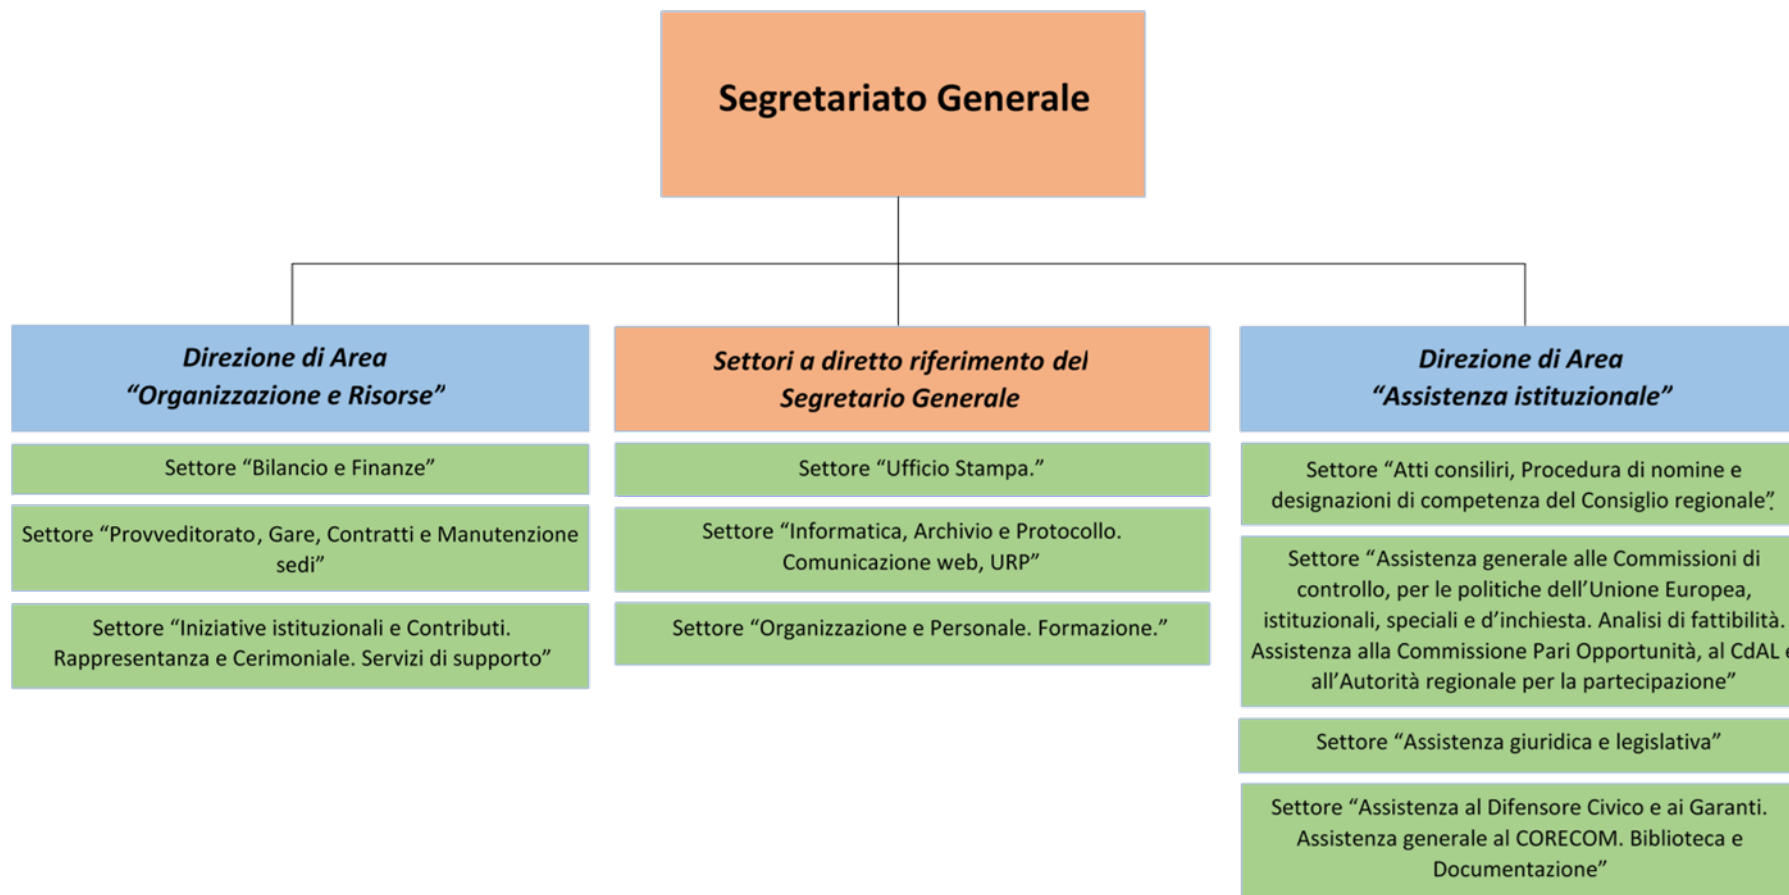 Segretariato Generale
Direzione di Area
“Organizzazione e Risorse”
Settore “Bilancio e Finanze”
Settore “Provveditorato, Gare, Contratti e Manutenzione
sedi”
Settore “Iniziative istituzionali e Contributi.
Rappresentanza e Cerimoniale. Servizi di supporto”
Settori a diretto riferimento del
Segretario Generale
Settore “Ufficio Stampa.”
Settore “Informatica, Archivio e Protocollo.
Comunicazione web, URP”
Settore “Organizzazione e Personale. Formazione.”
Direzione di Area
“Assistenza istituzionale”
Settore “Atti consiliri, Procedura di nomine e
designazioni di competenza del Consiglio regionale”.
Settore “Assistenza generale alle Commissioni di
controllo, per le politiche dell’Unione Europea,
istituzionali, speciali e d’inchiesta. Analisi di fattibilità.
Assistenza alla Commissione Pari Opportunità, al CdAL e
all’Autorità regionale per la partecipazione”
Settore “Assistenza giuridica e legislativa”
Settore “Assistenza al Difensore Civico e ai Garanti.
Assistenza generale al CORECOM. Biblioteca e
Documentazione”